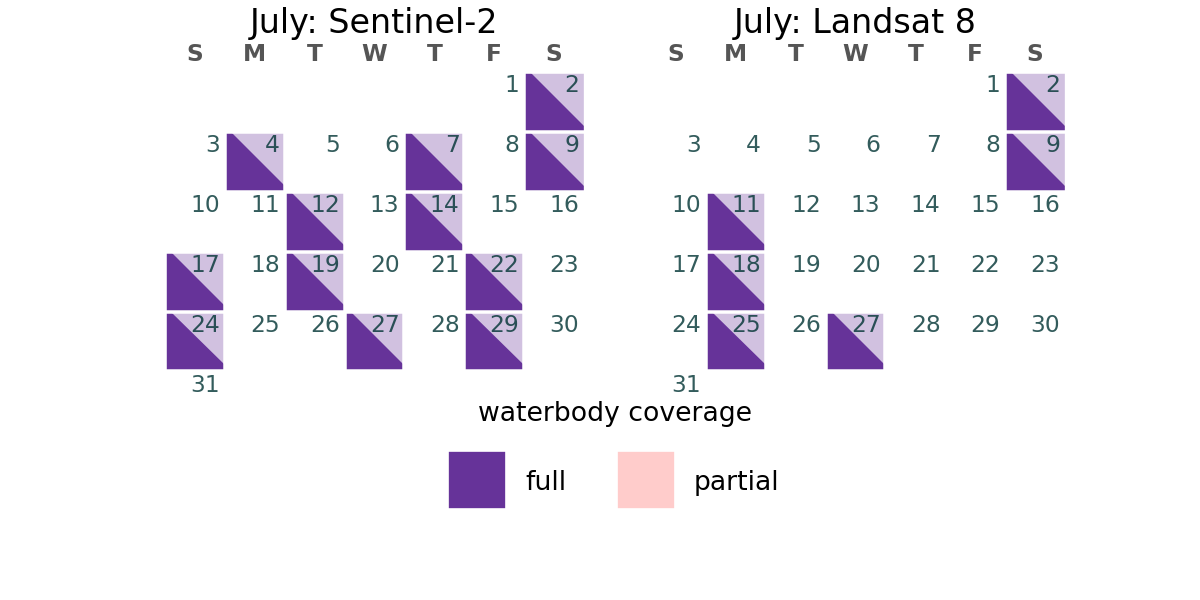 July: Sentinel-2
S M T W T F S
1 2
3 4 5 6 7 8 9
10 11 12 13 14 15 16
17 18 19 20 21 22 23
24 25 26 27 28 29 30
31
July: Landsat 8
S M T W T F S
1 2
3 4 5 6 7 8 9
10 11 12 13 14 15 16
17 18 19 20 21 22 23
24 25 26 27 28 29 30
31
waterbody coverage
full
partial